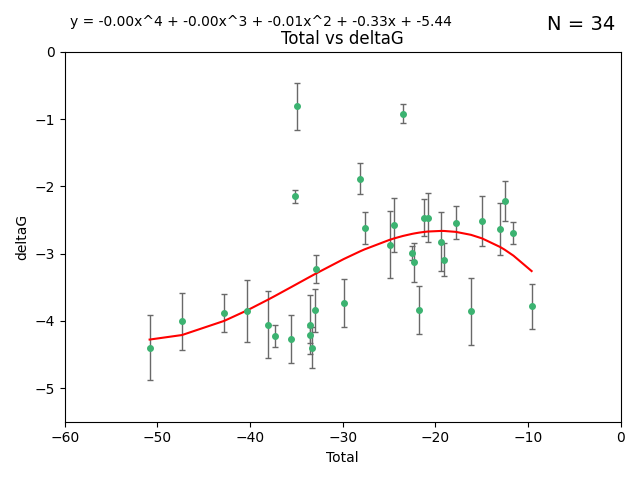 y = -0.00x^4 + -0.00x^3 + -0.01x^2 + -0.33x + -5.44
N = 34
Total vs deltaG
0
−1
−2
−3
−4
−5
deltaG
−60 −50 −40 −30 −20 −10 0
Total